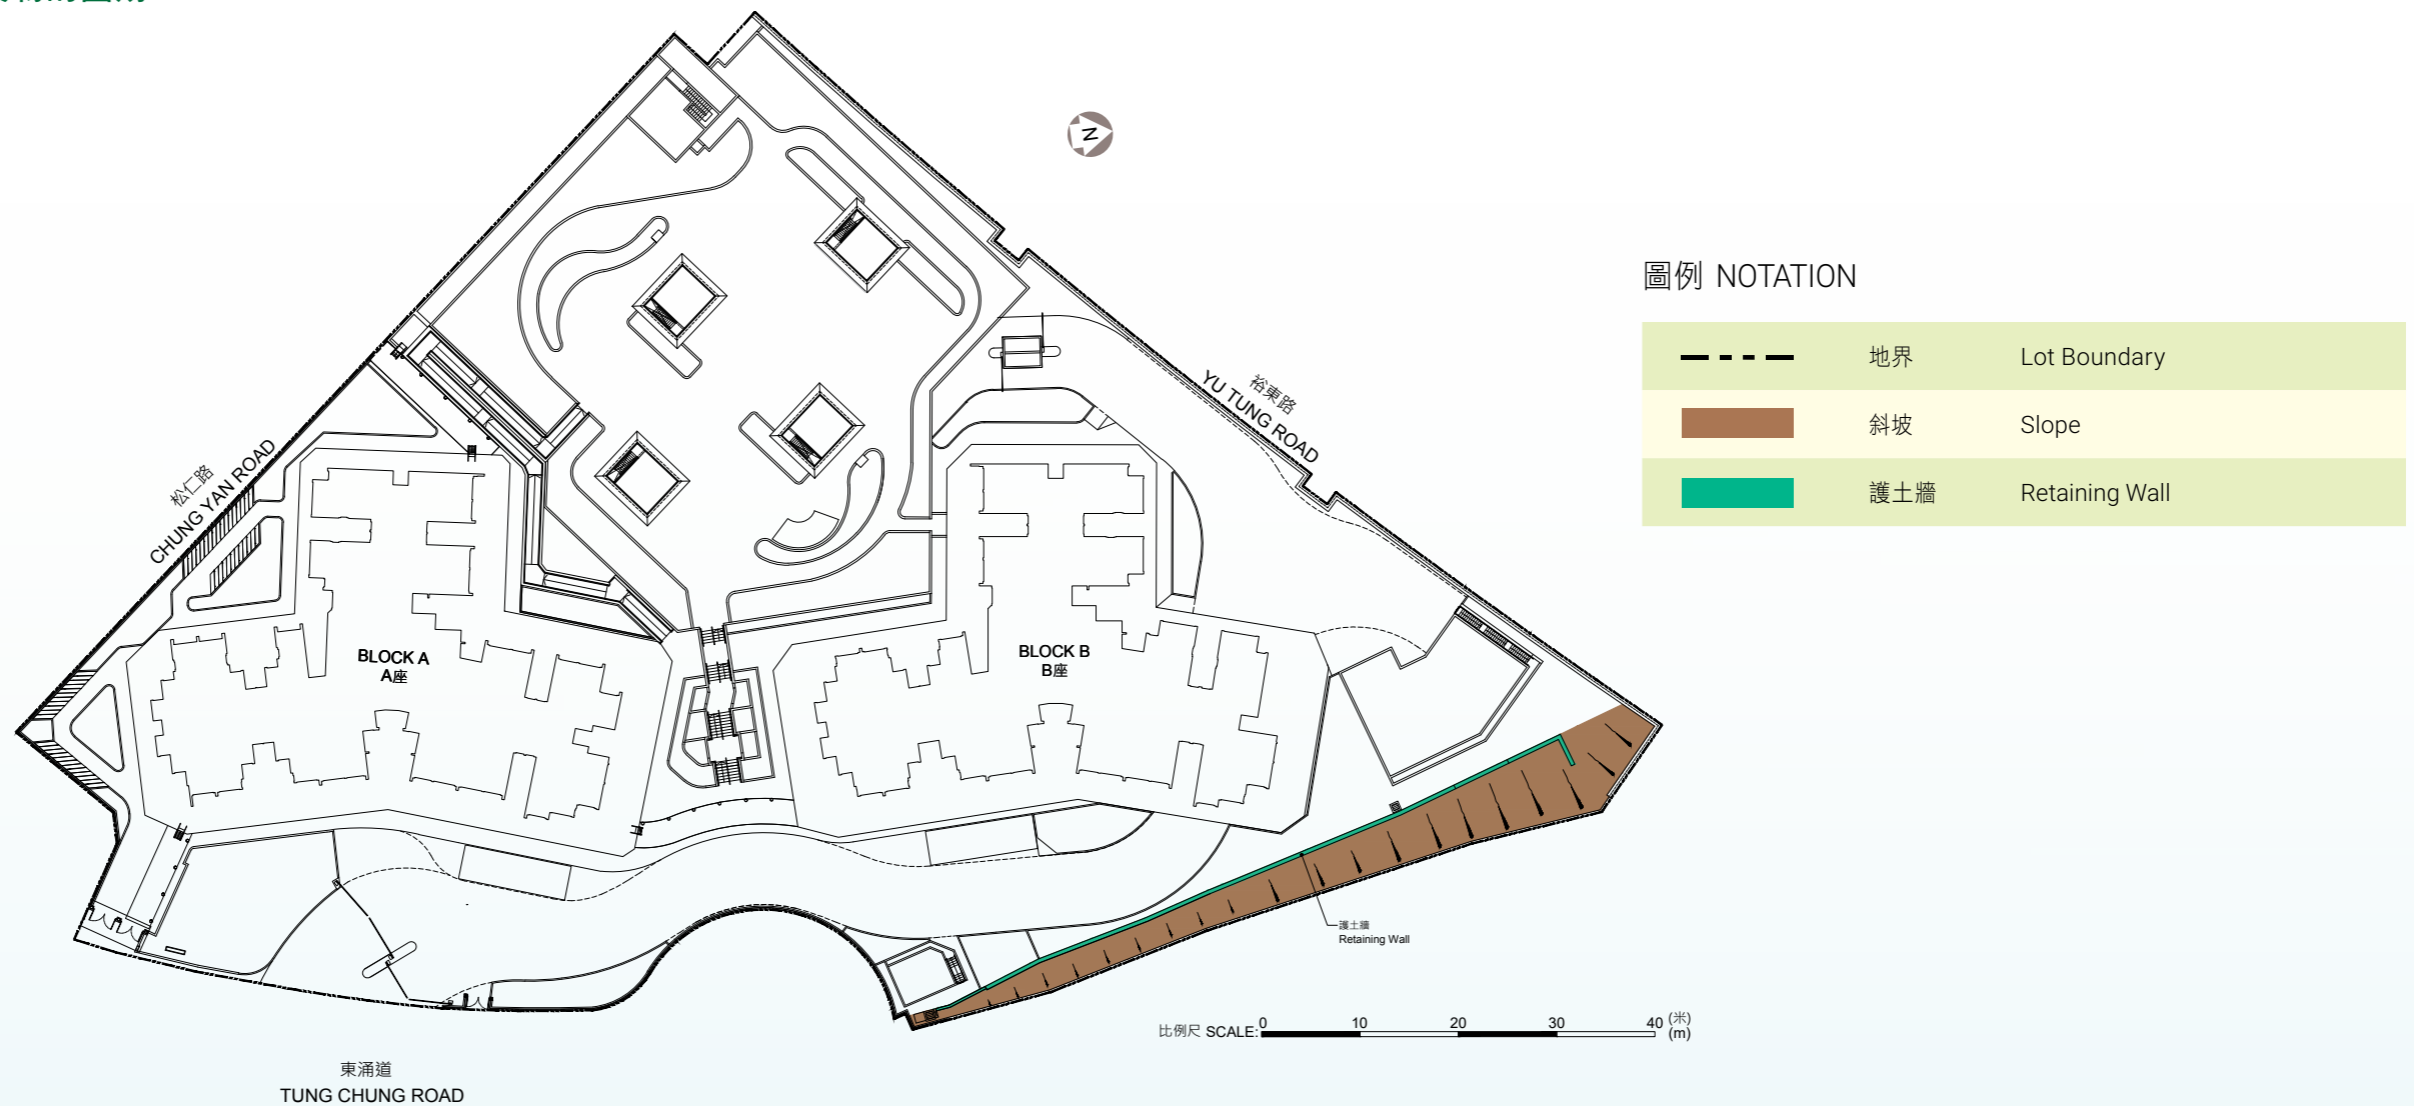 N
圖例 NOTATION
地界 Lot Boundary
斜坡 Slope
護土牆 Retaining Wall
裕東路
YU TUNG ROAD
松仁路
CHUNG YAN ROAD
BLOCK A
A座
BLOCK B
B座
護土牆
Retaining Wall
比例尺 SCALE: 0 10 20 30 40 (米)
(m)
東涌道
TUNG CHUNG ROAD